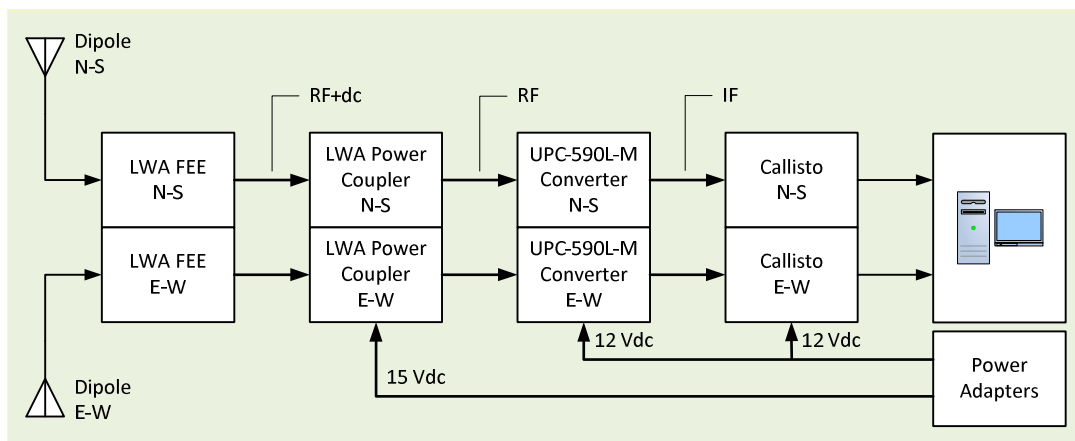 Dipole
N-S
RF+dc
RF
IF
LWA FEE
N-S
LWA Power
Coupler
N-S
UPC-590L-M
Converter
N-S
Callisto
N-S
LWA FEE
E-W
LWA Power
Coupler
E-W
UPC-590L-M
Converter
E-W
Callisto
E-W
12 Vdc
12 Vdc
15 Vdc
Power
Adapters
Dipole
E-W